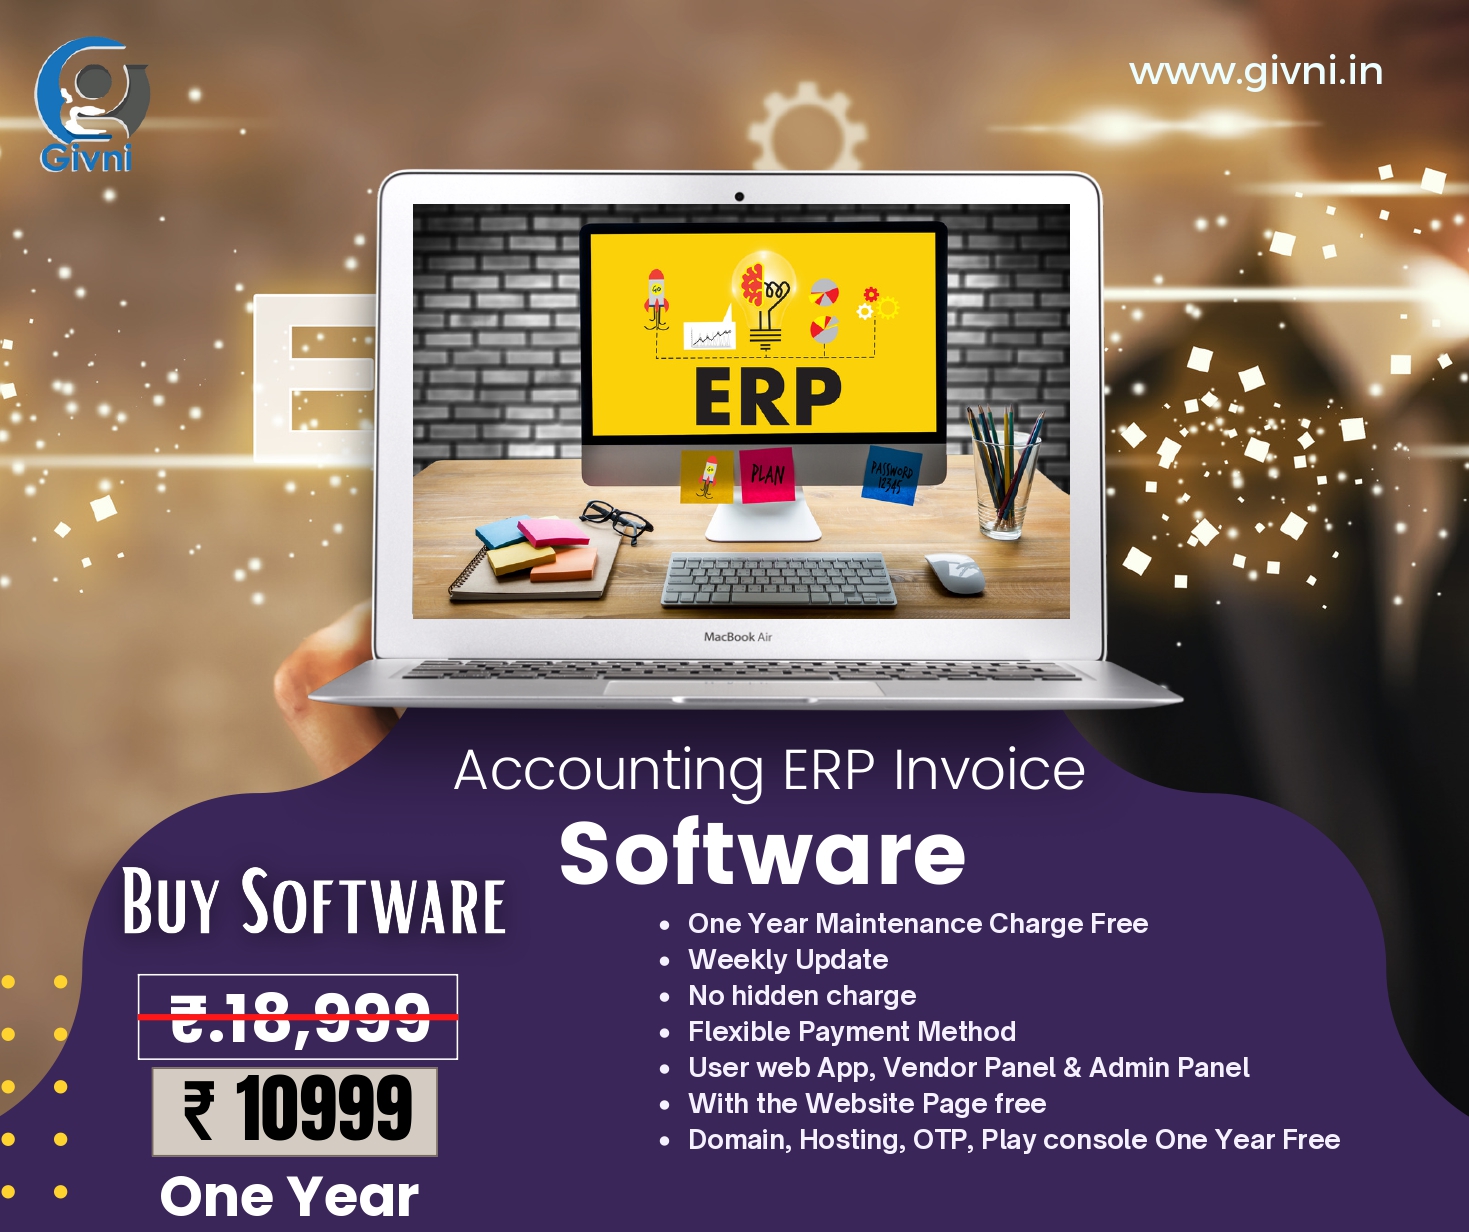 Givni
www.givni.in
E
GO
ERP
GO
PLAN
PASSWORD
12345
MacBook Air
Accounting ERP Invoice
Software
Buy Software
₹.18,999
₹ 10999
One Year
• One Year Maintenance Charge Free
• Weekly Update
• No hidden charge
• Flexible Payment Method
• User web App, Vendor Panel & Admin Panel
• With the Website Page free
• Domain, Hosting, OTP, Play console One Year Free